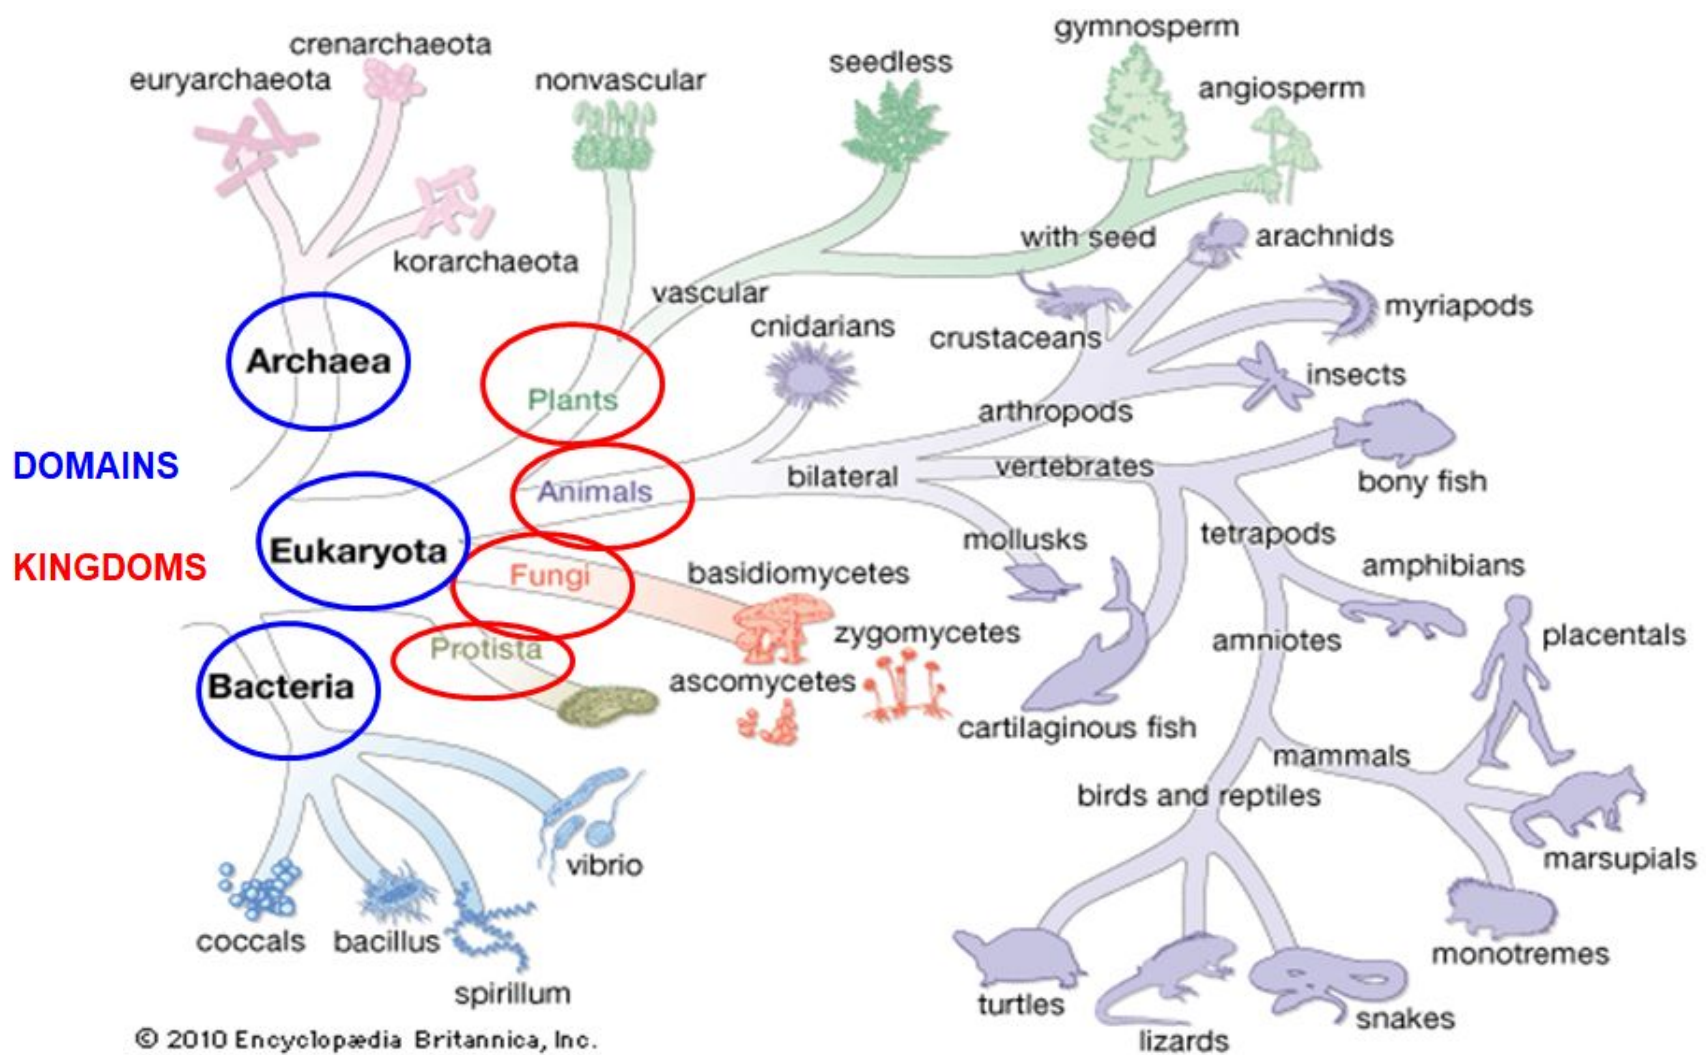 crenarchaeota
euryarchaeota
korarchaeota
Archaea
nonvascular
seedless
gymnosperm
angiosperm
with seed
vascular
Plants
cnidarians
crustaceans
arachnids
myriapods
insects
arthropods
DOMAINS
KINGDOMS
Eukaryota
Animals
bilateral
vertebrates
bony fish
mollusks
tetrapods
amphibians
Fungi
basidiomycetes
zygomycetes
ascomycetes
Protista
cartilaginous fish
amniotes
placentals
mammals
birds and reptiles
marsupials
monotremes
Bacteria
vibrio
coccals
bacillus
spirillum
turtles
lizards
snakes
© 2010 Encyclopædia Britannica, Inc.